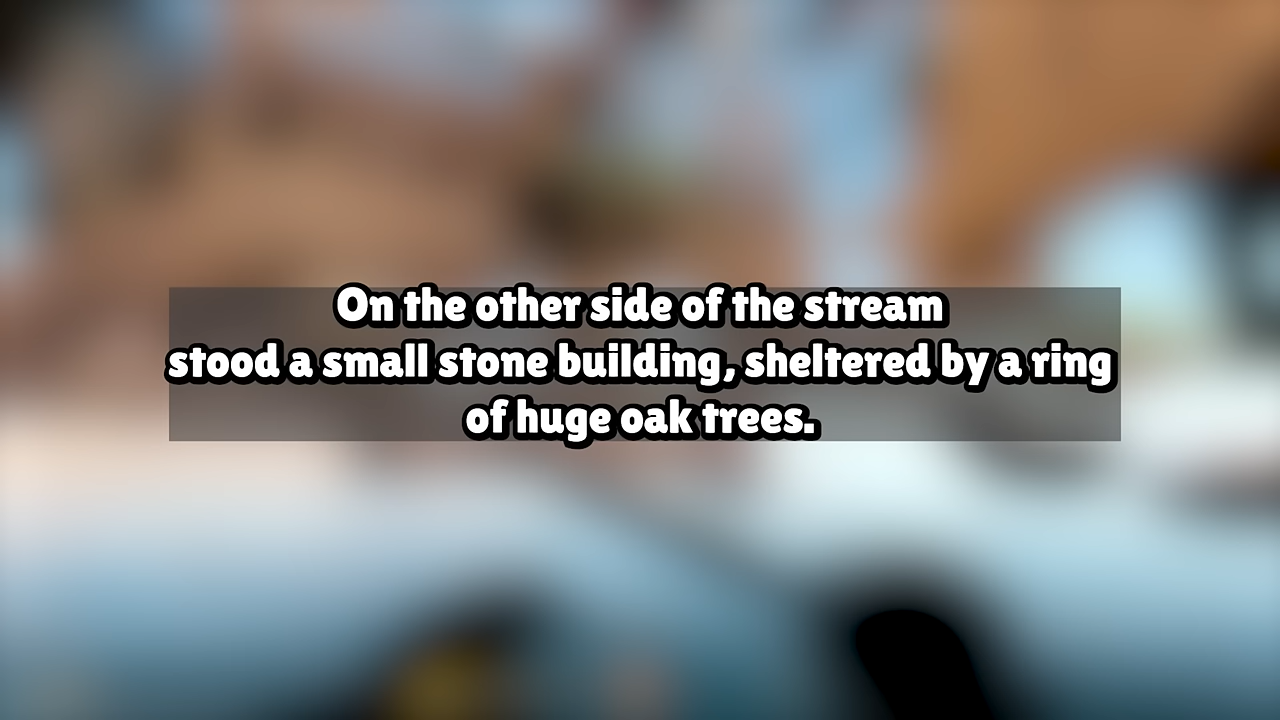 On the other side of the stream
stood a small stone building, sheltered by a ring
of huge oak trees.